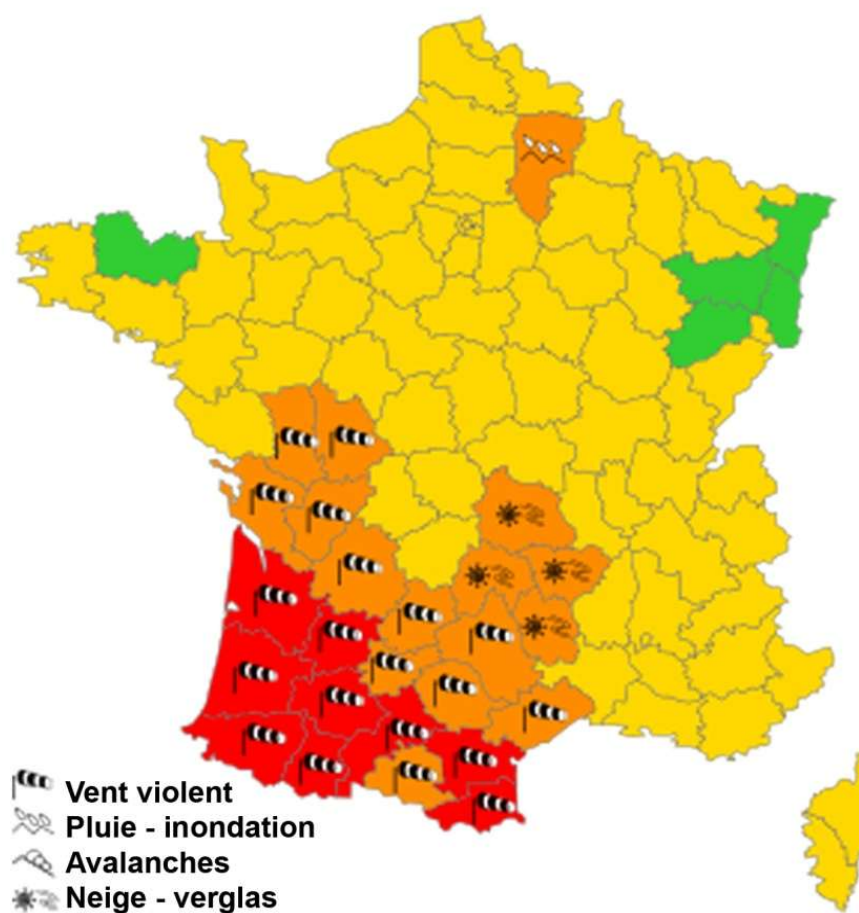 Vent violent
Pluie - inondation
Avalanches
Neige - verglas